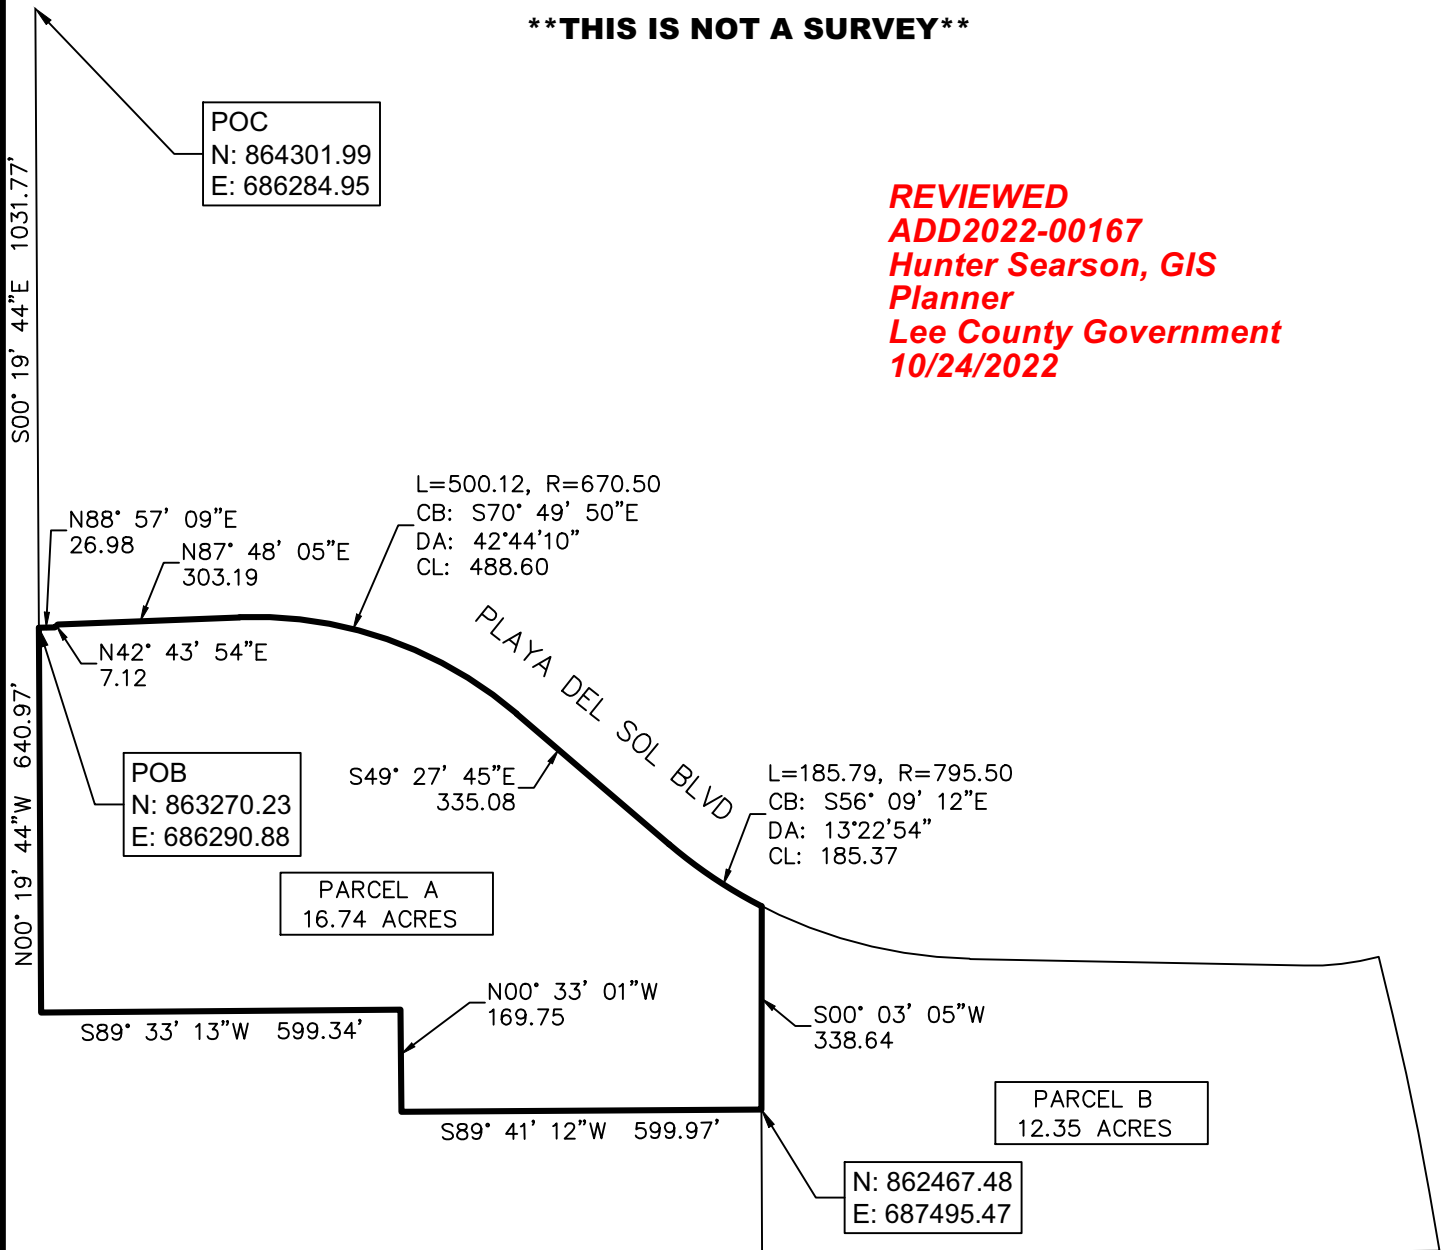 **THIS IS NOT A SURVEY**
POC
N: 864301.99
E: 686284.95
S00° 19' 44"E 1031.77'
REVIEWED
ADD2022-00167
Hunter Searson, GIS
Planner
Lee County Government
10/24/2022
L=500.12, R=670.50
CB: S70° 49' 50"E
DA: 42°44'10"
CL: 488.60
N88° 57' 09"E
26.98
N87° 48' 05"E
303.19
N42° 43' 54"E
7.12
PLAYA DEL SOL BLVD
N00° 19' 44"W 640.97'
POB
N: 863270.23
E: 686290.88
S49° 27' 45"E
335.08
L=185.79, R=795.50
CB: S56° 09' 12"E
DA: 13°22'54"
CL: 185.37
PARCEL A
16.74 ACRES
N00° 33' 01"W
169.75
S00° 03' 05"W
338.64
S89° 33' 13"W 599.34'
PARCEL B
12.35 ACRES
S89° 41' 12"W 599.97'
N: 862467.48
E: 687495.47